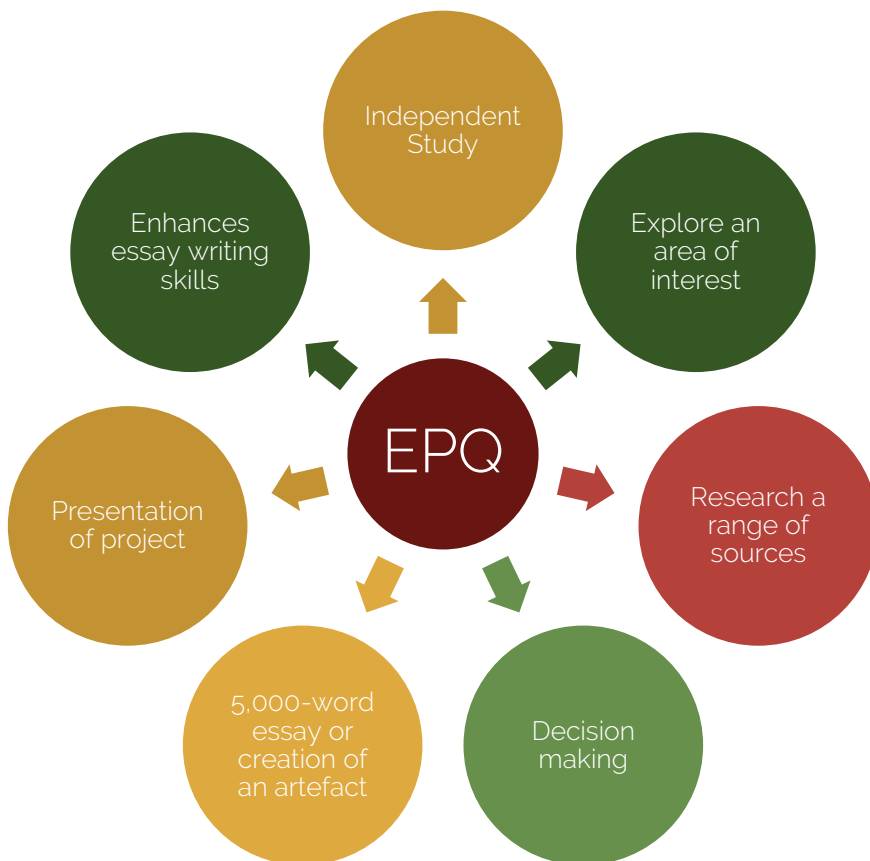 Independent
Study
Explore an
area of
interest
Research a
range of
sources
Decision
making
5,000-word
essay or
creation of
an artefact
Presentation
of project
Enhances
essay writing
skills
EPQ